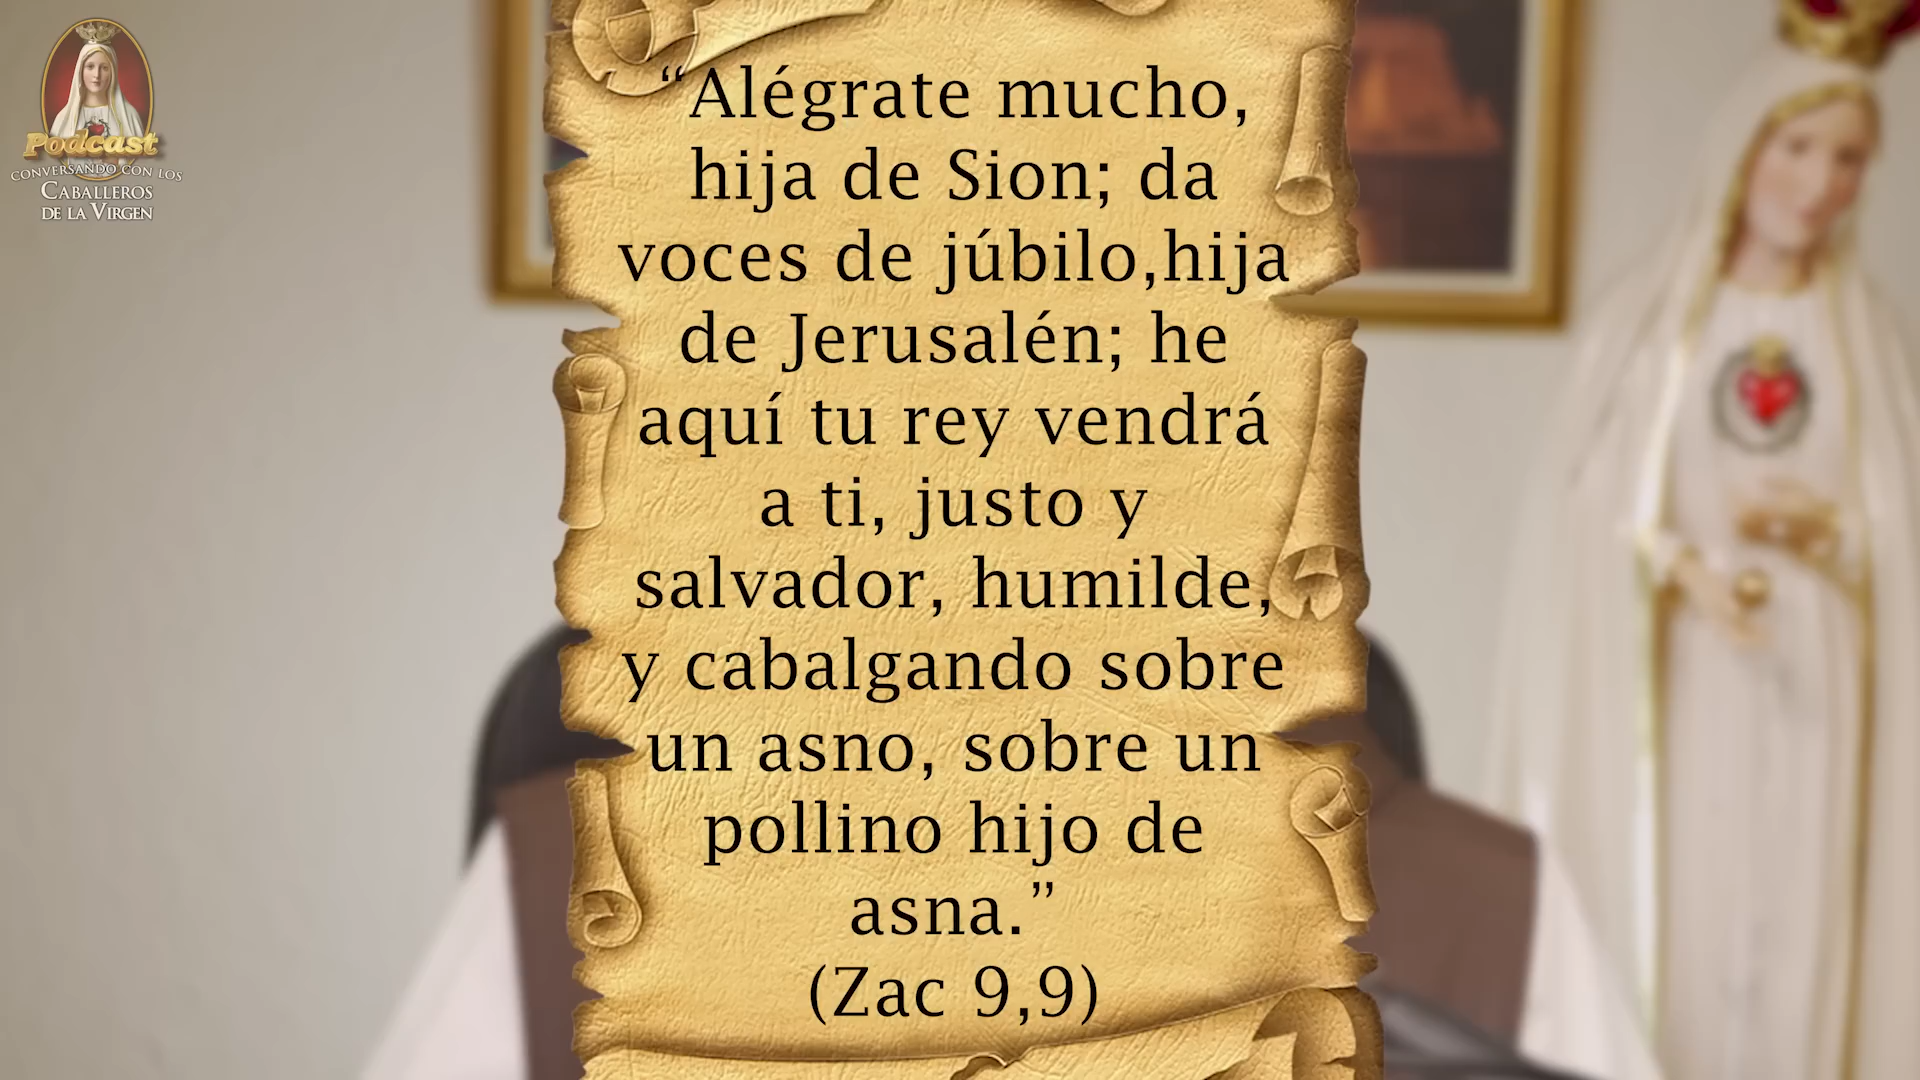 Podcast
CONVERSANDO CON LOS
CABALLEROS
DE LA VIRGEN
“Alégrate mucho,
hija de Sion; da
voces de júbilo,hija
de Jerusalén; he
aquí tu rey vendrá
a ti, justo y
salvador, humilde,
y cabalgando sobre
un asno, sobre un
pollino hijo de
asna.”
(Zac 9,9)